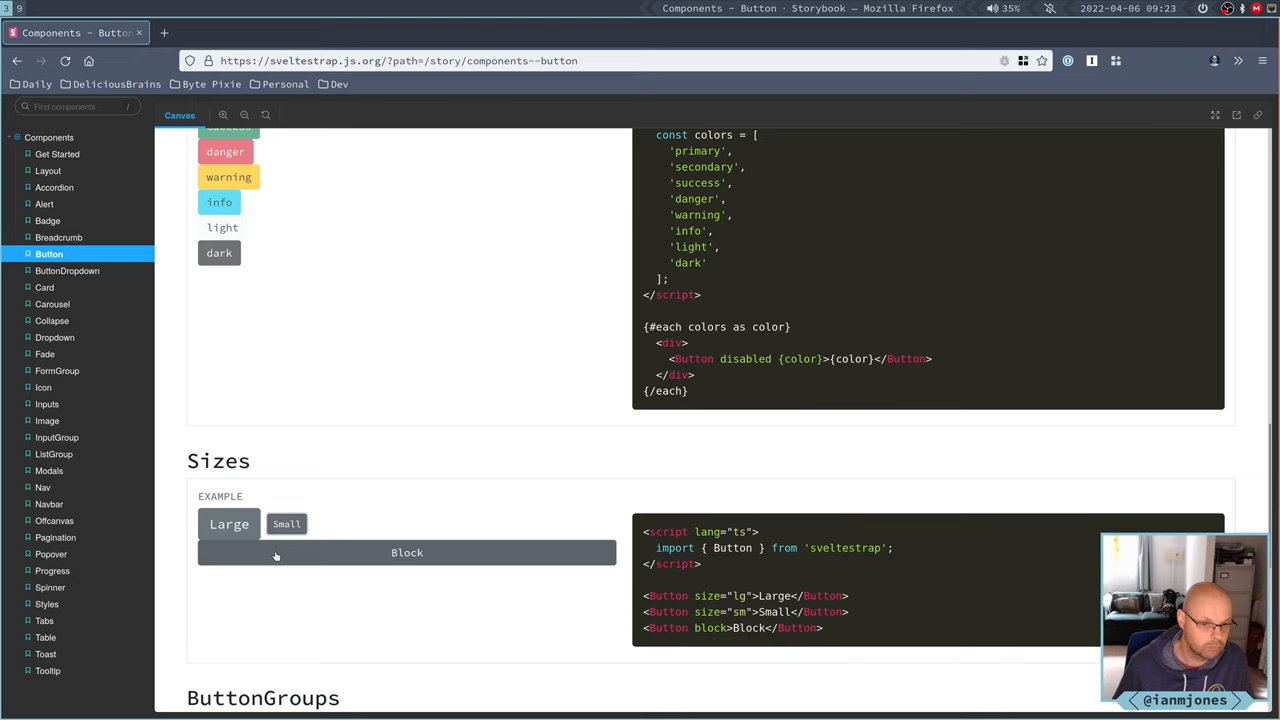 3 9
Components - Button · Storybook — Mozilla Firefox
35%
2022-04-06 09:23
Components - Button
https://sveltestrap.js.org/?path=/story/components--button
Daily
DeliciousBrains
Byte Pixie
Personal
Dev
Find components
/
Canvas
Components
Get Started
Layout
Accordion
Alert
Badge
Breadcrumb
Button
ButtonDropdown
Card
Carousel
Collapse
Dropdown
Fade
FormGroup
Icon
Inputs
Image
InputGroup
ListGroup
Modals
Nav
Navbar
Offcanvas
Pagination
Popover
Progress
Spinner
Styles
Tabs
Table
Toast
Tooltip
success
danger
warning
info
light
dark
const colors = [
'primary',
'secondary',
'success',
'danger',
'warning',
'info',
'light',
'dark'
];
</script>
{#each colors as color}
<div>
<Button disabled {color}>{color}</Button>
</div>
{/each}
Sizes
EXAMPLE
Large
Small
Block
<script lang="ts">
import { Button } from 'sveltestrap';
</script>
<Button size="lg">Large</Button>
<Button size="sm">Small</Button>
<Button block>Block</Button>
ButtonGroups
@ianmjones